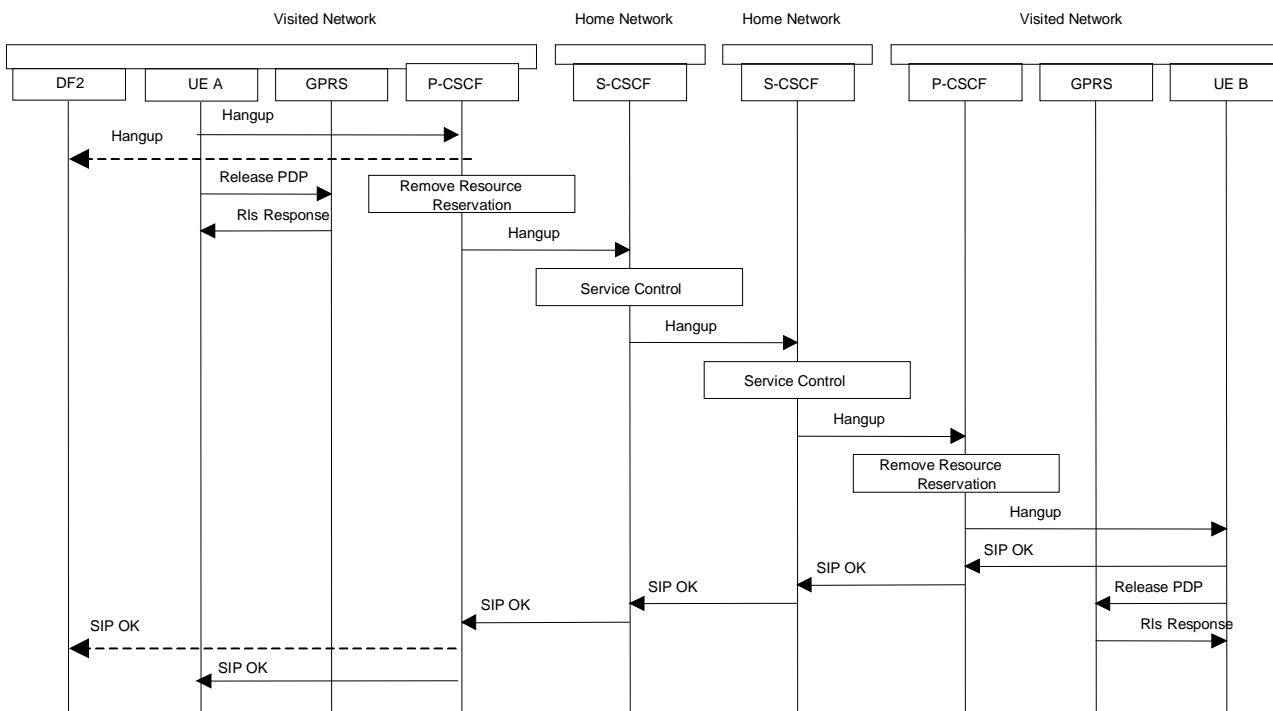 Visited Network
Home Network
Home Network
Visited Network
DF2
UE A
GPRS
P-CSCF
S-CSCF
S-CSCF
P-CSCF
GPRS
UE B
Hangup
Hangup
Release PDP
Remove Resource
Reservation
Rls Response
Hangup
Service Control
Hangup
Service Control
Hangup
Remove Resource
Reservation
Hangup
SIP OK
SIP OK
SIP OK
Release PDP
SIP OK
Rls Response
SIP OK
SIP OK